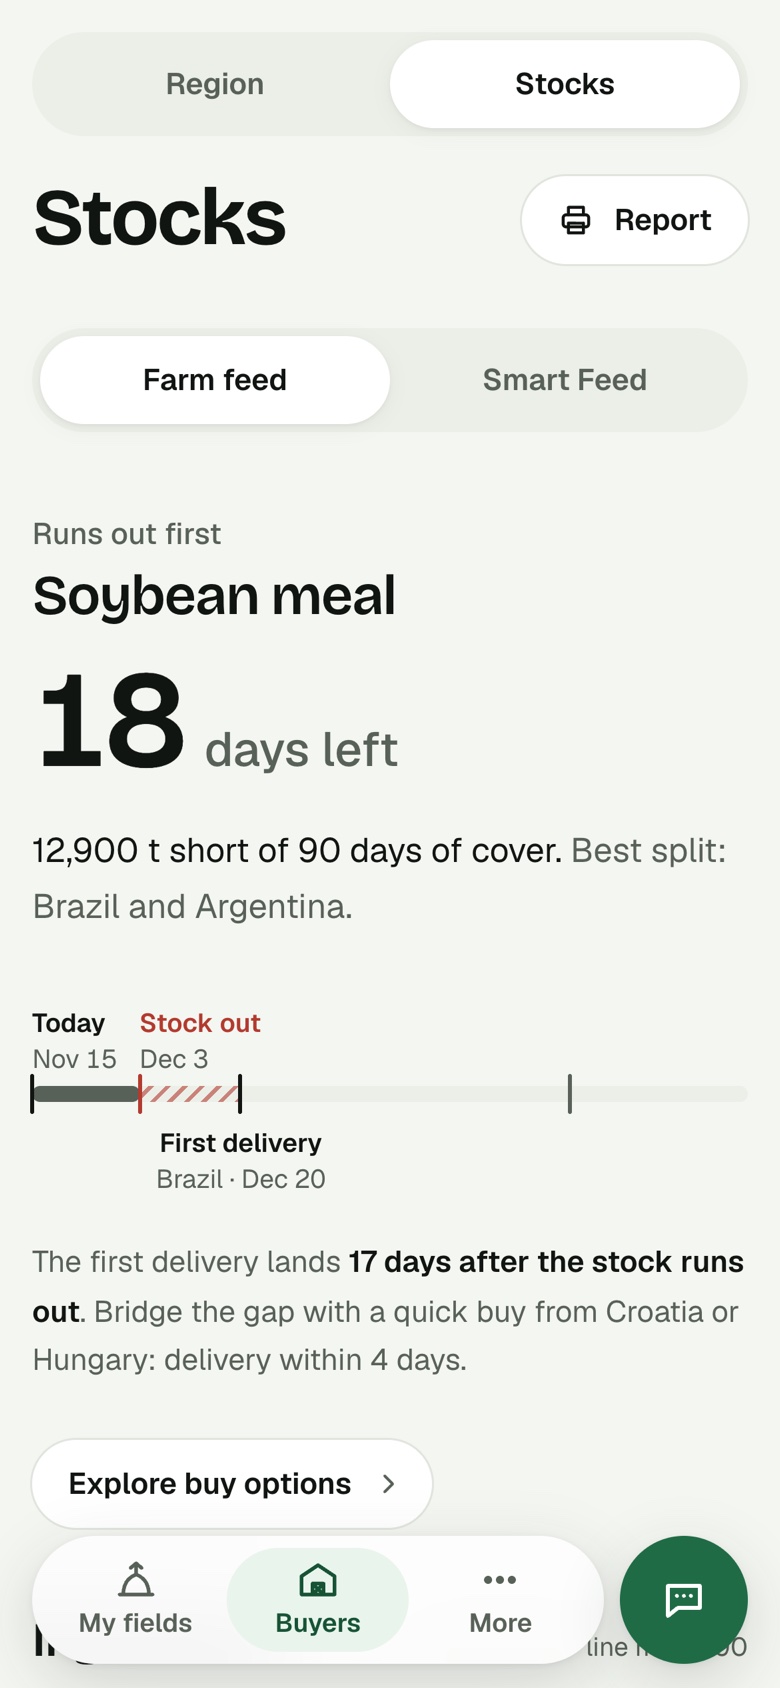 Region
Stocks
Stocks
Report
Farm feed
Smart Feed
Runs out first
Soybean meal
18 days left
12,900 t short of 90 days of cover. Best split:
Brazil and Argentina.
Today
Stock out
Nov 15
Dec 3
First delivery
Brazil · Dec 20
The first delivery lands 17 days after the stock runs
out. Bridge the gap with a quick buy from Croatia or
Hungary: delivery within 4 days.
Explore buy options
My fields
Buyers
More
line